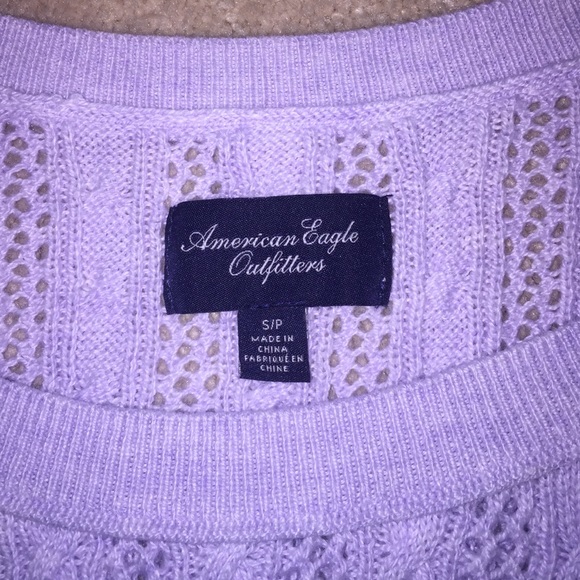 American Eagle
Outfitters
S/P
MADE IN
CHINA
FABRIQUÉ EN
CHINE